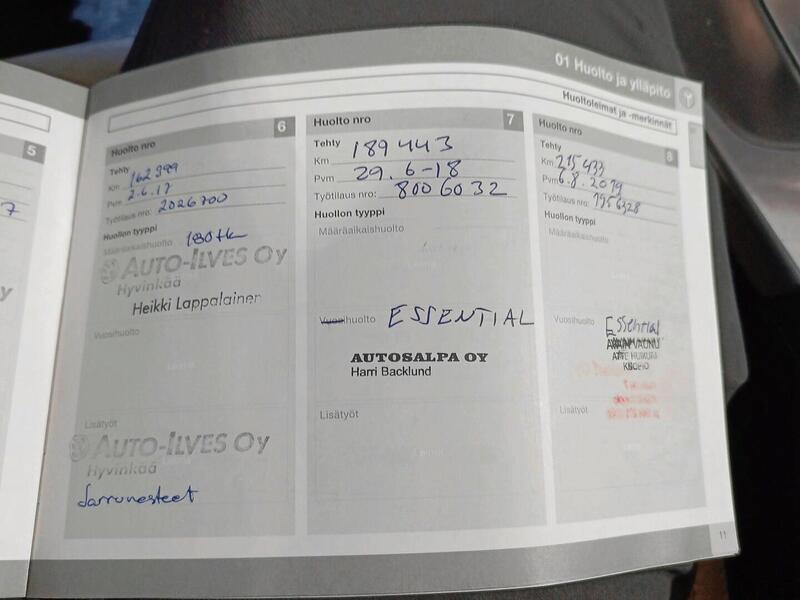 01 Huolto ja ylläpito
Huoltoleimat ja -merkinnät
5
7
y
Huolto nro 6
Tehty
Km 162399
Pvm 2.6.17
Työtilaus nro: 2026700
Huollon tyyppi
Määräaikaishuolto 180tk
AUTO-ILVES Oy
Hyvinkää
Heikki Lappalainen
Vuosihuolto
Lisätyöt
AUTO-ILVES Oy
Hyvinkää
Jarrunesteet
Huolto nro 7
Tehty
Km 189443
Pvm 29.6-18
Työtilaus nro: 8006032
Huollon tyyppi
Määräaikaishuolto
Vuosihuolto ESSENTIAL
AUTOSALPA OY
Harri Backlund
Lisätyöt
Huolto nro 8
Tehty
Km 215433
Pvm 6.8.2019
Työtilaus nro: 1956328
Huollon tyyppi
Määräaikaishuolto
Vuosihuolto Essential
Lisätyöt
11